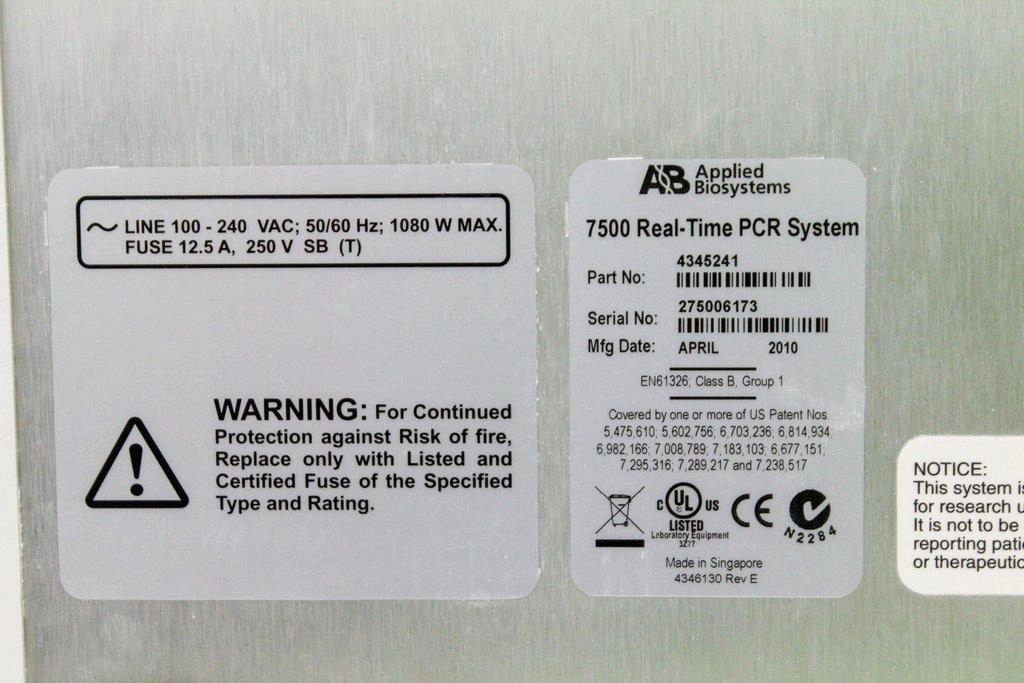 LINE 100 - 240 VAC; 50/60 Hz; 1080 W MAX.
FUSE 12.5 A, 250 V SB (T)
WARNING: For Continued
Protection against Risk of fire,
Replace only with Listed and
Certified Fuse of the Specified
Type and Rating.
AB Applied
Biosystems
7500 Real-Time PCR System
4345241
Part No:
275006173
Serial No:
Mfg Date: APRIL 2010
EN61326; Class B, Group 1
Covered by one or more of US Patent Nos.
5,475,610; 5,602,756; 6,703,236; 6,814,934;
6,982,166; 7,008,789; 7,183,103; 6,677,151;
7,295,316; 7,289,217 and 7,238,517
C UL US
LISTED
Laboratory Equipment
3Z77
CE
N2284
Made in Singapore
4346130 Rev E
NOTICE:
This system is
for research
It is not to be
reporting
or